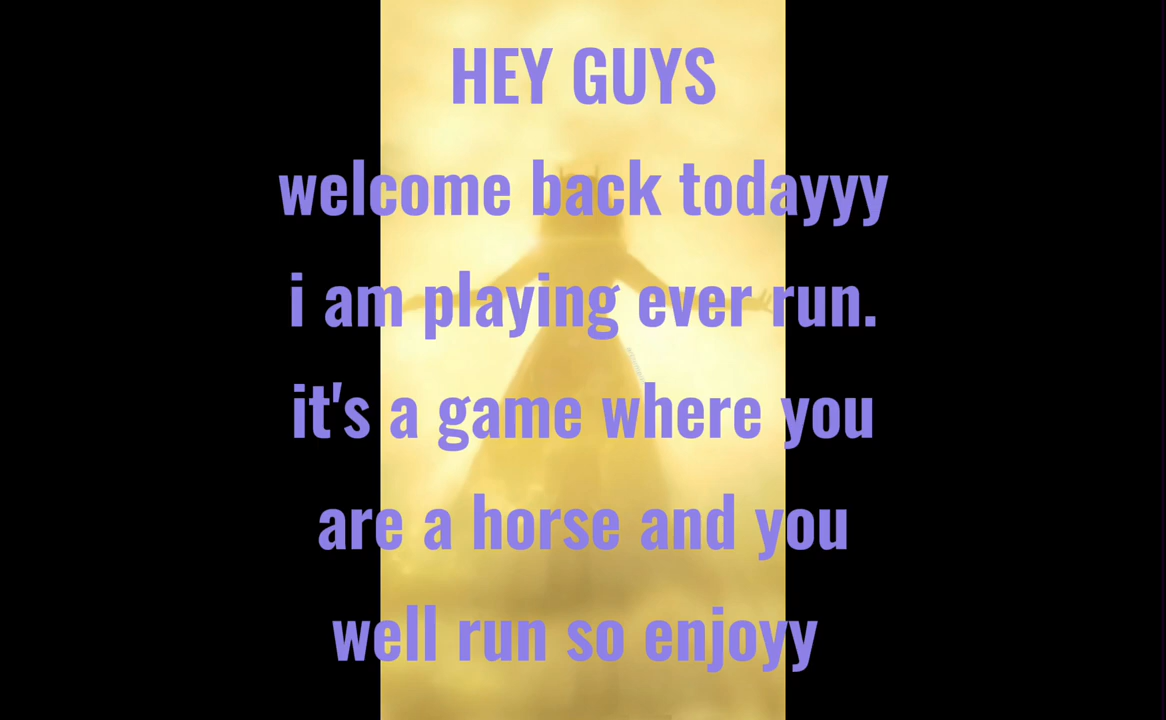 HEY GUYS
welcome back todayyy
i am playing ever run.
it's a game where you
are a horse and you
well run so enjoyy